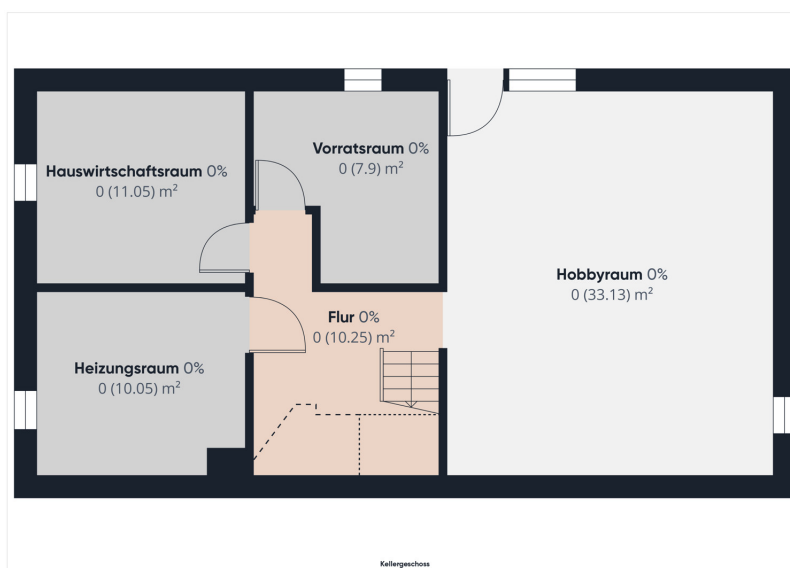 Hauswirtschaftsraum 0%
0 (11.05) m²
Vorratsraum 0%
0 (7.9) m²
Hobbyraum 0%
0 (33.13) m²
Flur 0%
0 (10.25) m²
Heizungsraum 0%
0 (10.05) m²
Kellergeschoss